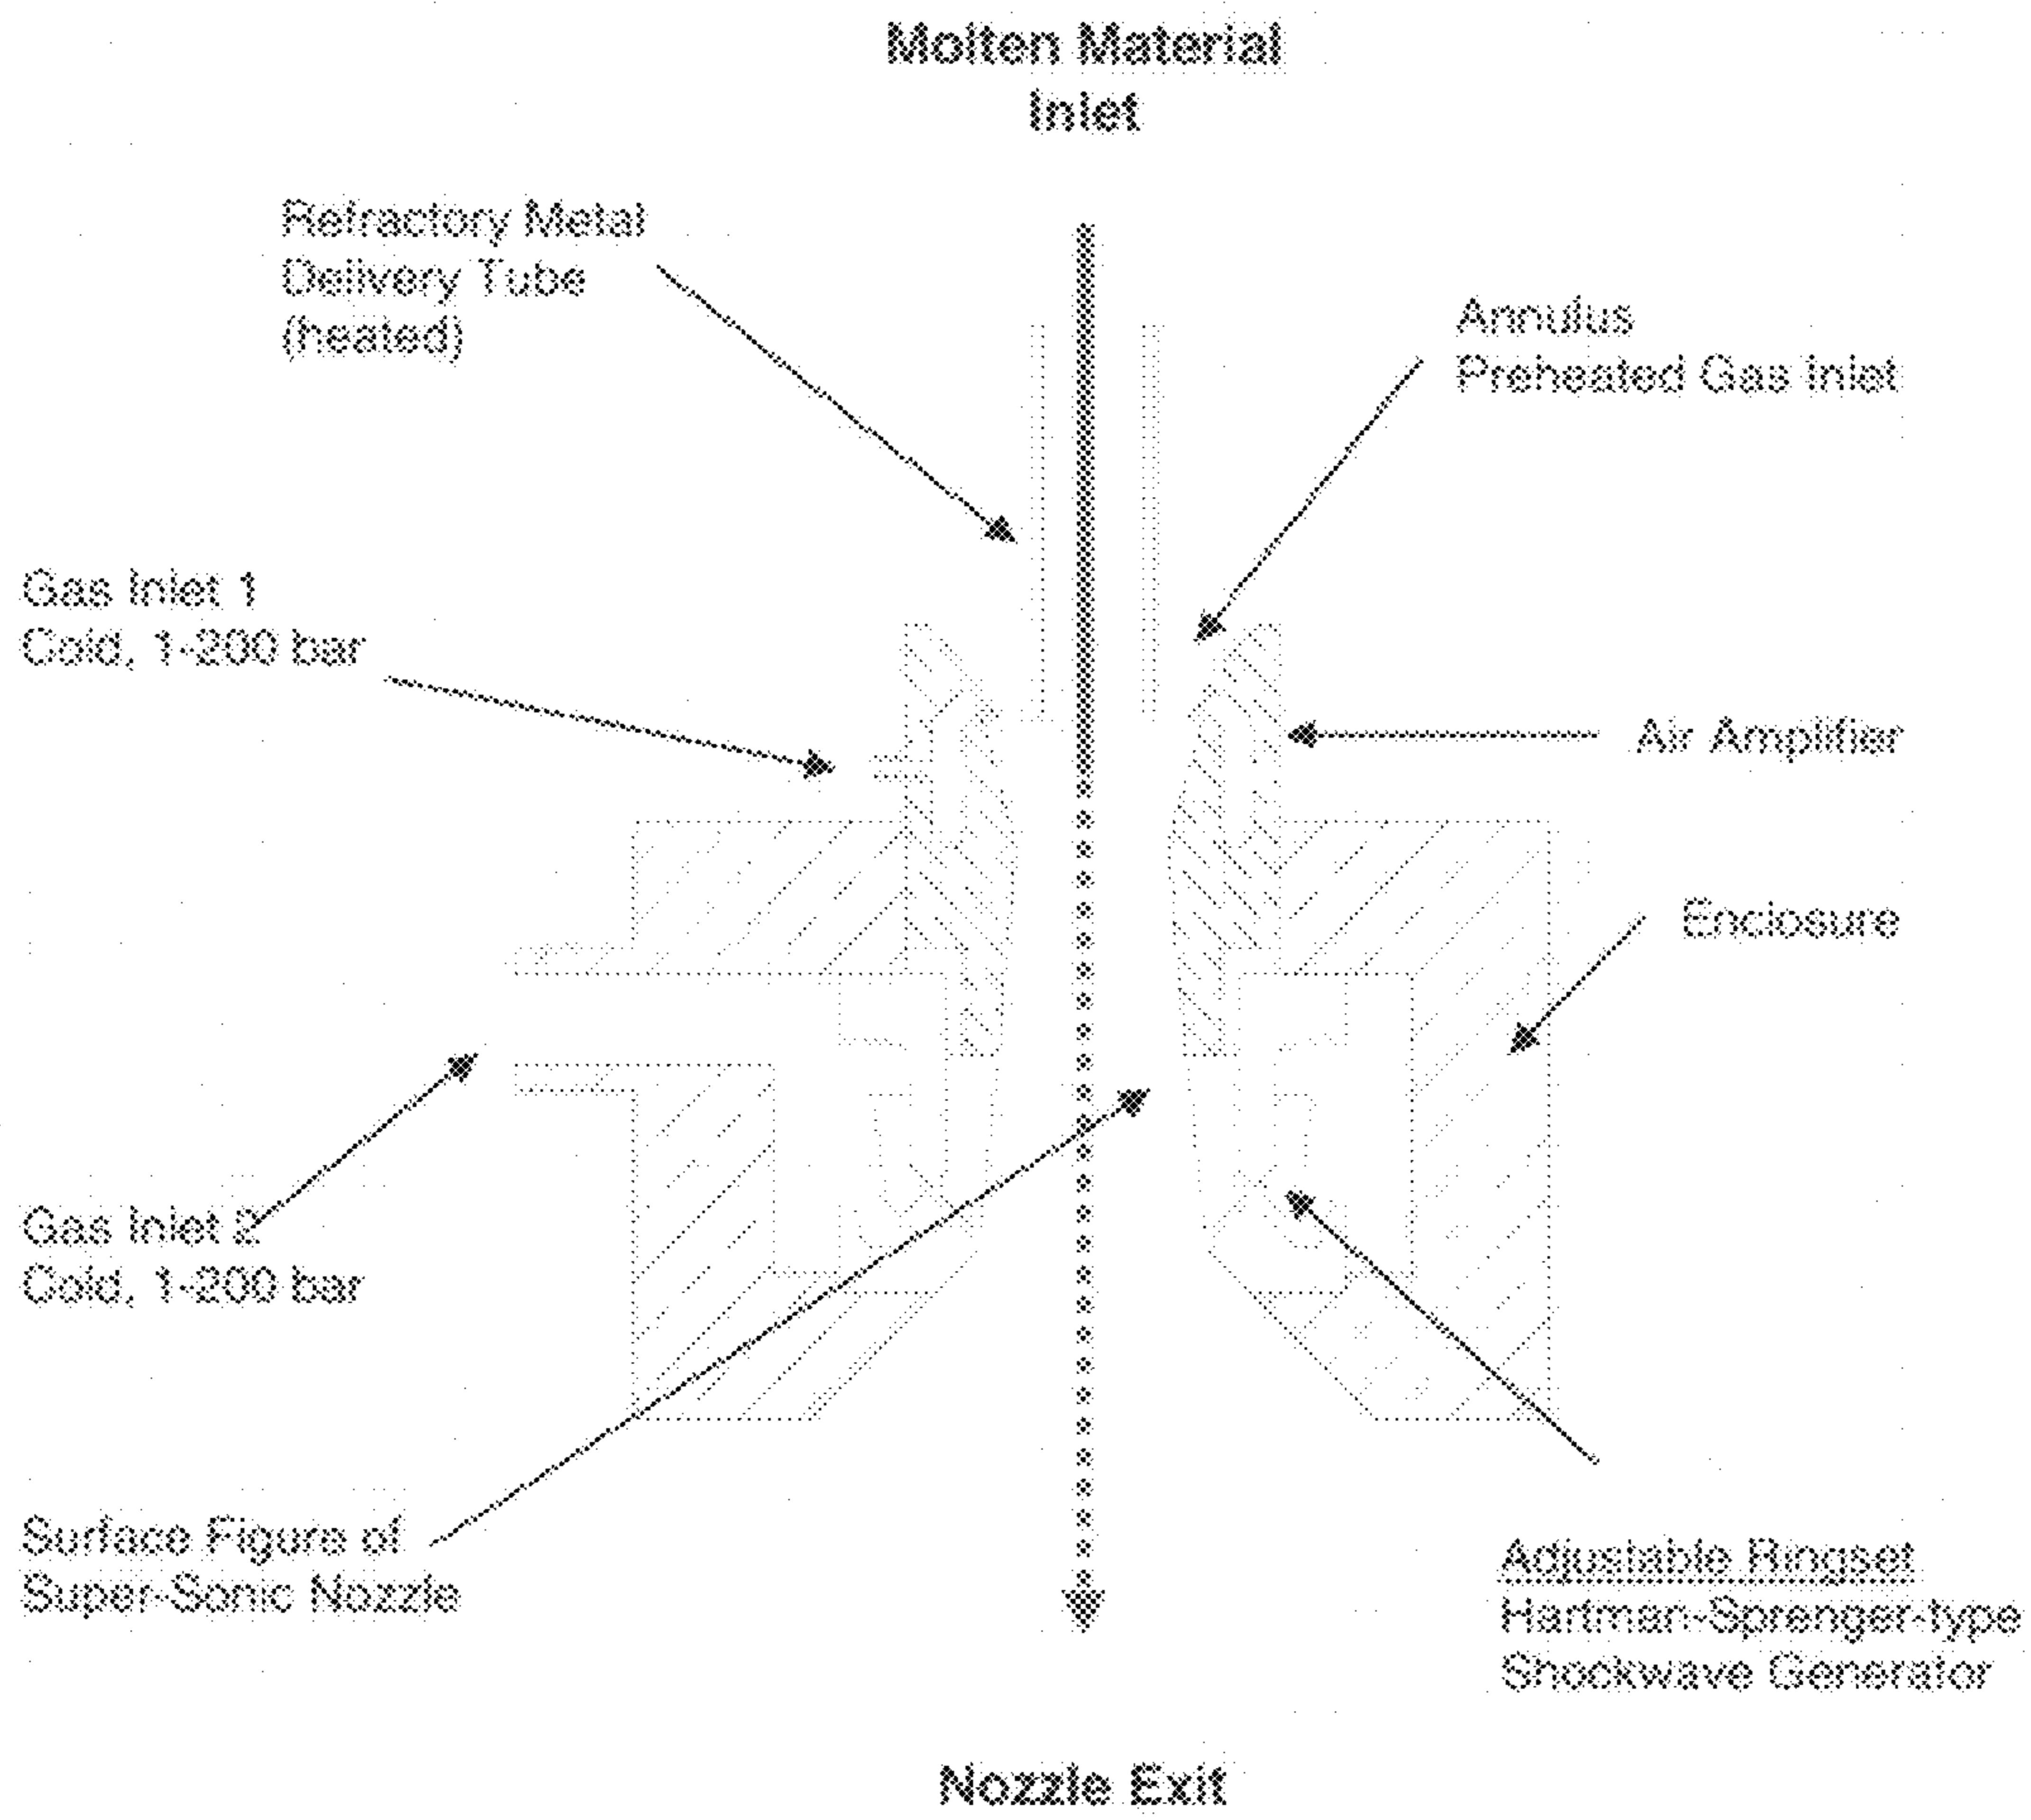 Molten Material
Inlet
Refractory Metal
Delivery Tube
(heated)
Annulus
Preheated Gas Inlet
Gas Inlet 1
Cold, 1-200 bar
Air Amplifier
Enclosure
Gas Inlet 2
Cold, 1-200 bar
Surface Figure of
Super-Sonic Nozzle
Adjustable Ringset
Hartman-Sprenger-type
Shockwave Generator
Nozzle Exit